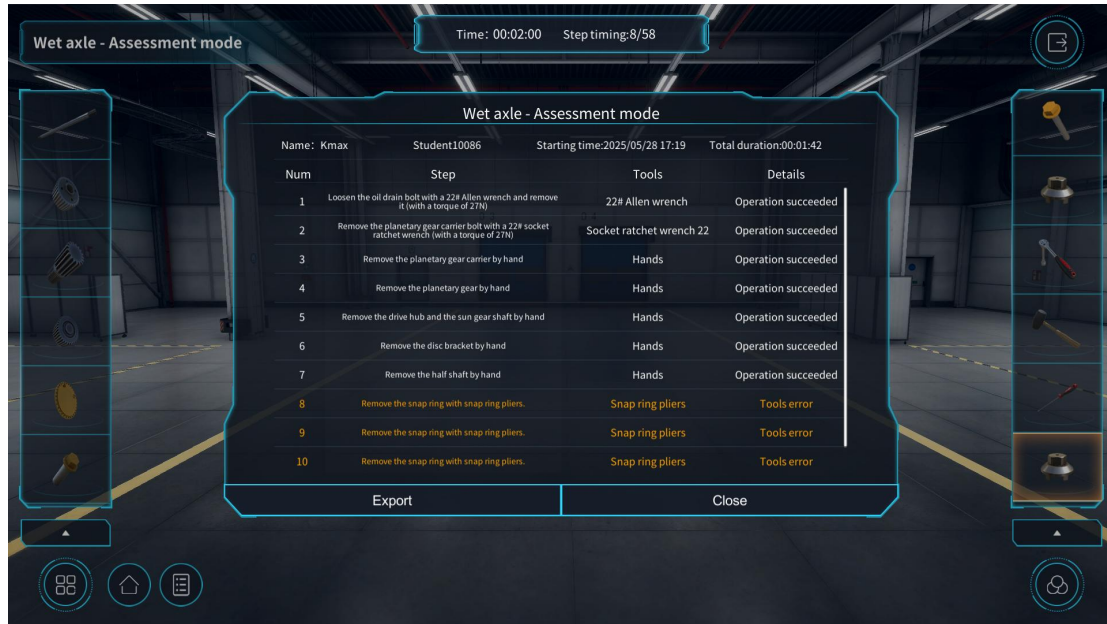 Wet axle - Assessment mode
Time: 00:02:00 Step timing:8/58
Wet axle - Assessment mode
Name: Kmax Student10086 Starting time:2025/05/28 17:19 Total duration:00:01:42
Num Step Tools Details
1 Loosen the oil drain bolt with a 22# Allen wrench and remove
it (with a torque of 27N) 22# Allen wrench Operation succeeded
2 Remove the planetary gear carrier bolt with a 22# socket
ratchet wrench (with a torque of 27N) Socket ratchet wrench 22 Operation succeeded
3 Remove the planetary gear carrier by hand Hands Operation succeeded
4 Remove the planetary gear by hand Hands Operation succeeded
5 Remove the drive hub and the sun gear shaft by hand Hands Operation succeeded
6 Remove the disc bracket by hand Hands Operation succeeded
7 Remove the half shaft by hand Hands Operation succeeded
8 Remove the snap ring with snap ring pliers. Snap ring pliers Tools error
9 Remove the snap ring with snap ring pliers. Snap ring pliers Tools error
10 Remove the snap ring with snap ring pliers. Snap ring pliers Tools error
Export Close